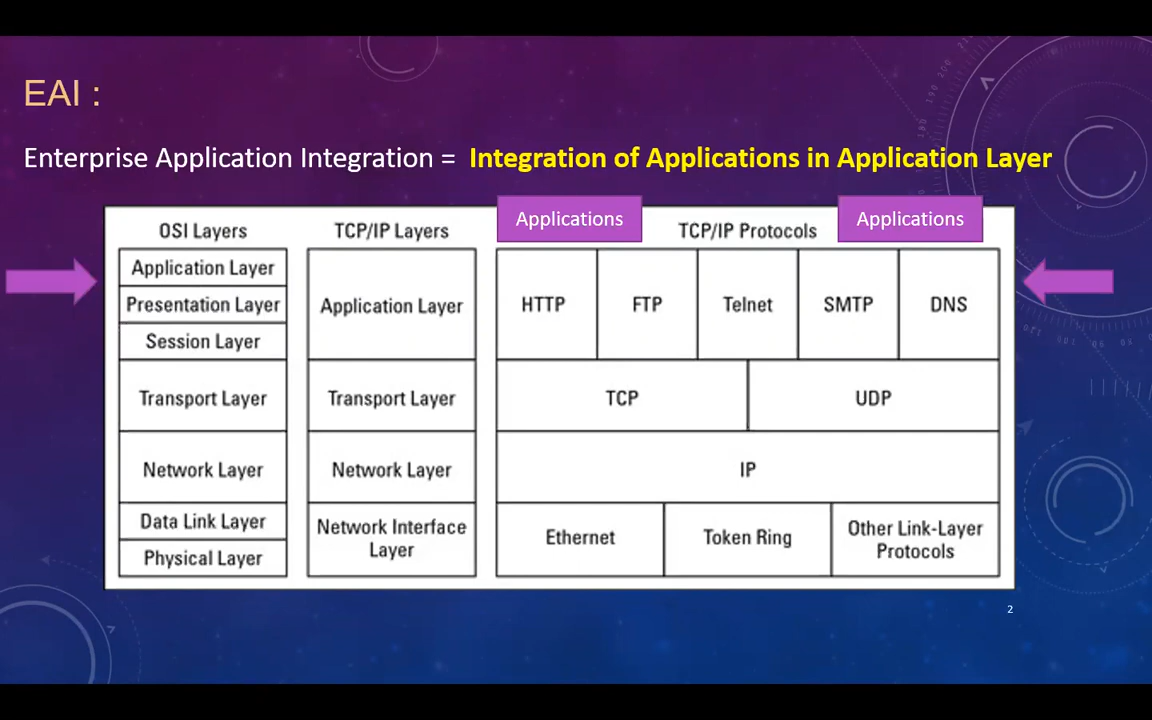 EAI :
Enterprise Application Integration = Integration of Applications in Application Layer
Applications
Applications
OSI Layers
TCP/IP Layers
TCP/IP Protocols
Application Layer
Presentation Layer
Session Layer
Application Layer
HTTP
FTP
Telnet
SMTP
DNS
Transport Layer
Transport Layer
TCP
UDP
Network Layer
Network Layer
IP
Data Link Layer
Physical Layer
Network Interface
Layer
Ethernet
Token Ring
Other Link-Layer
Protocols
2